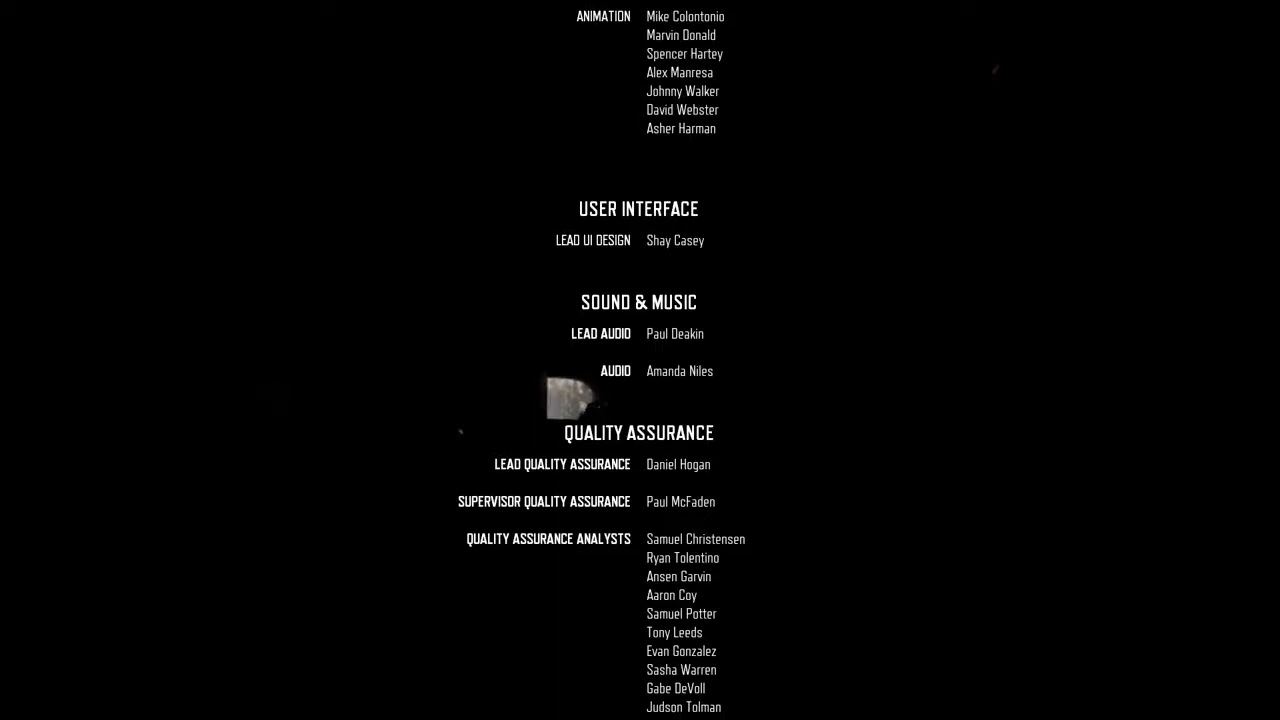 ANIMATION Mike Colontonio
Marvin Donald
Spencer Hartey
Alex Manresa
Johnny Walker
David Webster
Asher Harman
USER INTERFACE
LEAD UI DESIGN Shay Casey
SOUND & MUSIC
LEAD AUDIO Paul Deakin
AUDIO Amanda Niles
QUALITY ASSURANCE
LEAD QUALITY ASSURANCE Daniel Hogan
SUPERVISOR QUALITY ASSURANCE Paul McFaden
QUALITY ASSURANCE ANALYSTS Samuel Christensen
Ryan Tolentino
Ansen Garvin
Aaron Coy
Samuel Potter
Tony Leeds
Evan Gonzalez
Sasha Warren
Gabe DeVoll
Judson Tolman